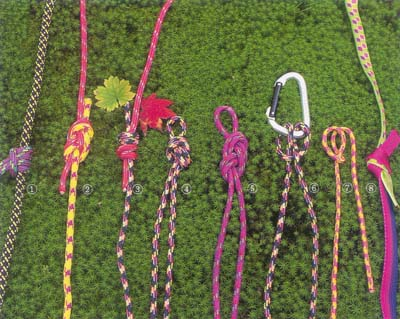 ① ② ③ ④ ⑤ ⑥ ⑦ ⑧